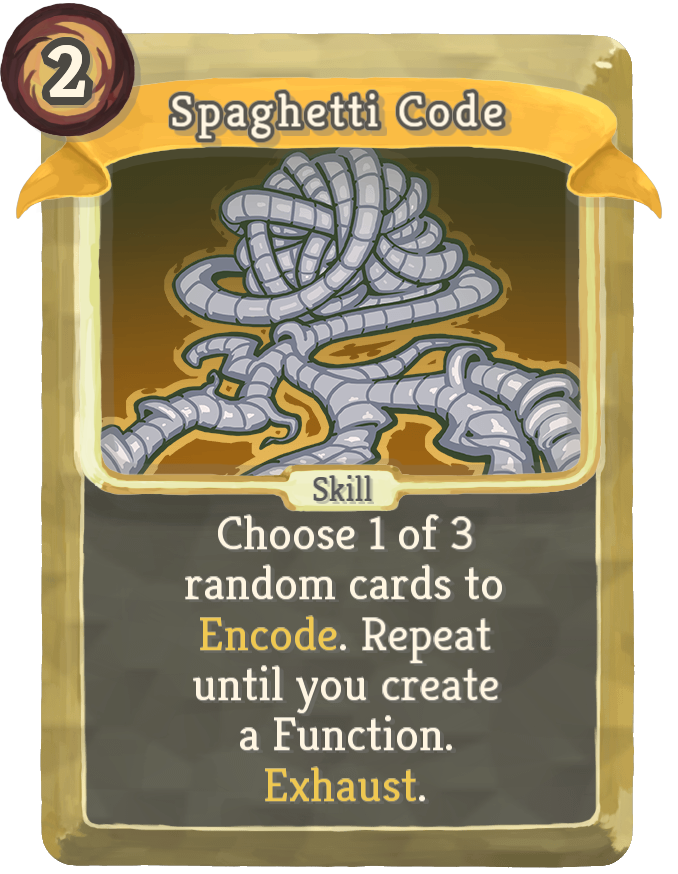 2
Spaghetti Code
Skill
Choose 1 of 3
random cards to
Encode. Repeat
until you create
a Function.
Exhaust.